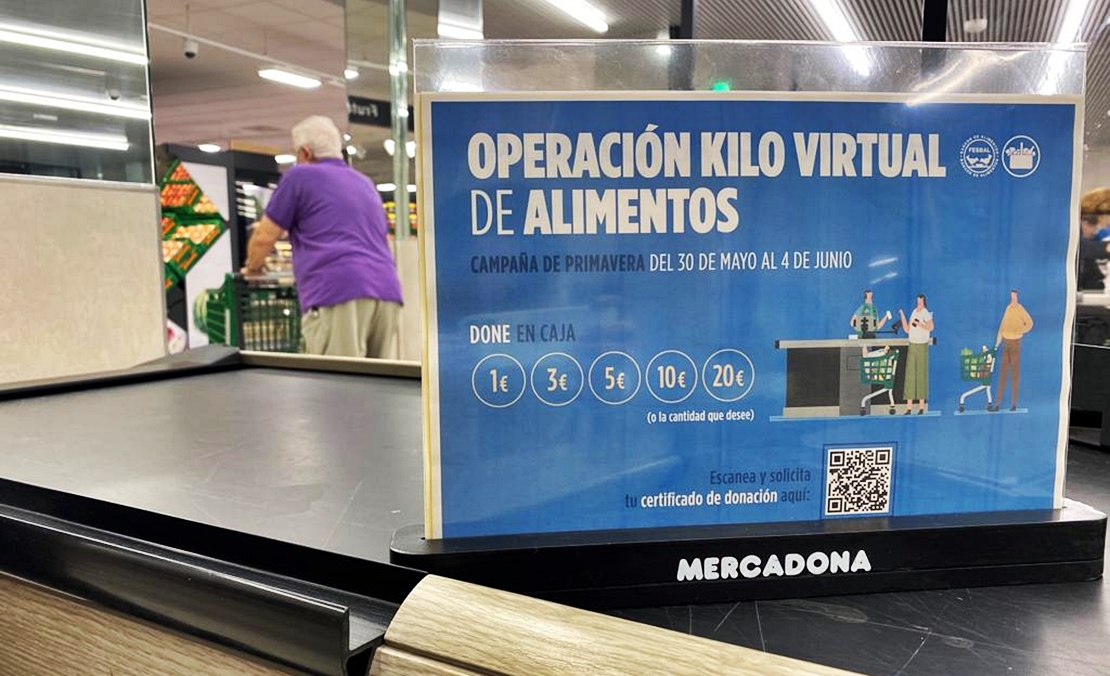 Frut
OPERACIÓN KILO VIRTUAL
DE ALIMENTOS
FESBAL
CAMPAÑA DE PRIMAVERA DEL 30 DE MAYO AL 4 DE JUNIO
DONE EN CAJA
1€ 3€ 5€ 10€ 20€
(o la cantidad que desee)
Escanea y solicita
tu certificado de donación aquí:
MERCADONA